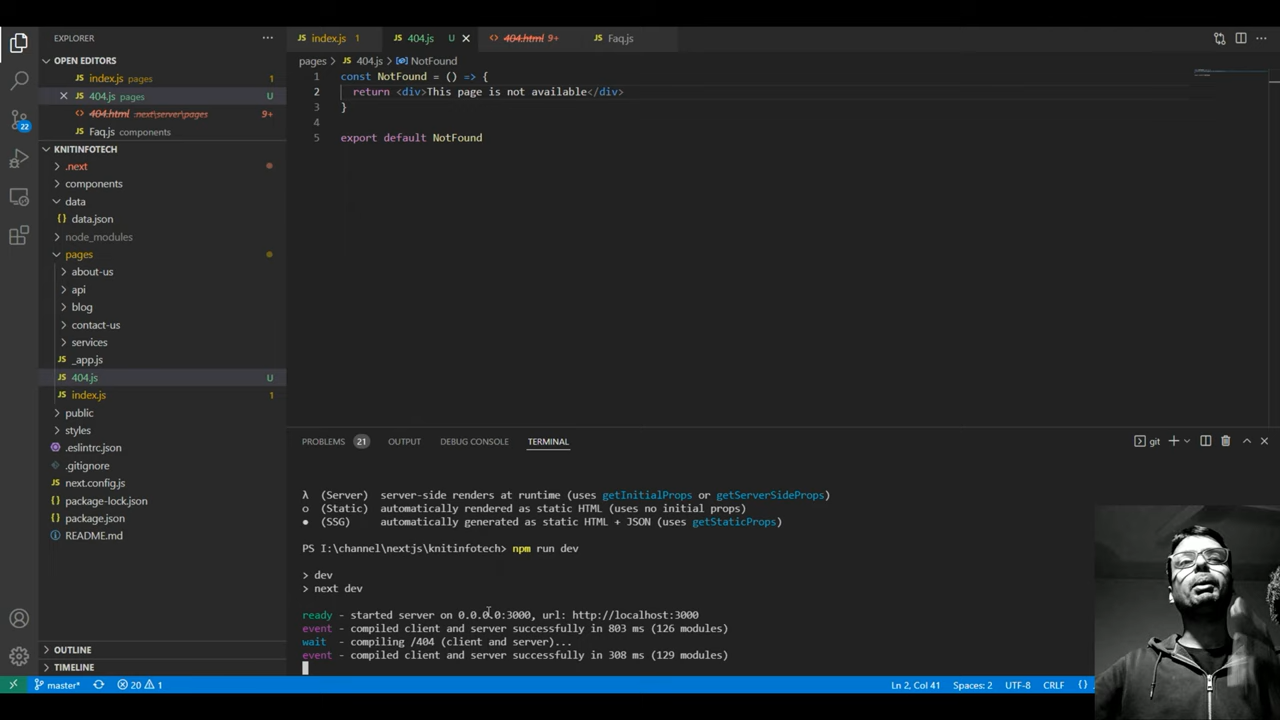 EXPLORER
OPEN EDITORS
index.js pages 1
404.js pages U
404.html .next\server\pages 9+
Faq.js components
KNITINFOTECH
.next
components
data
data.json
node_modules
pages
about-us
api
blog
contact-us
services
_app.js
404.js U
index.js 1
public
styles
.eslintrc.json
.gitignore
next.config.js
package-lock.json
package.json
README.md
OUTLINE
TIMELINE
22
index.js 1
404.js U
404.html 9+
Faq.js
pages > 404.js > NotFound
1 const NotFound = () => {
2 return <div>This page is not available</div>
3 }
4
5 export default NotFound
PROBLEMS 21 OUTPUT DEBUG CONSOLE TERMINAL
git
λ (Server) server-side renders at runtime (uses getInitialProps or getServerSideProps)
o (Static) automatically rendered as static HTML (uses no initial props)
● (SSG) automatically generated as static HTML + JSON (uses getStaticProps)
PS I:\channel\nextjs\knitinfotech> npm run dev
> dev
> next dev
ready - started server on 0.0.0.0:3000, url: http://localhost:3000
event - compiled client and server successfully in 803 ms (126 modules)
wait - compiling /404 (client and server)...
event - compiled client and server successfully in 308 ms (129 modules)
master* 20 1
Ln 2, Col 41 Spaces: 2 UTF-8 CRLF {}